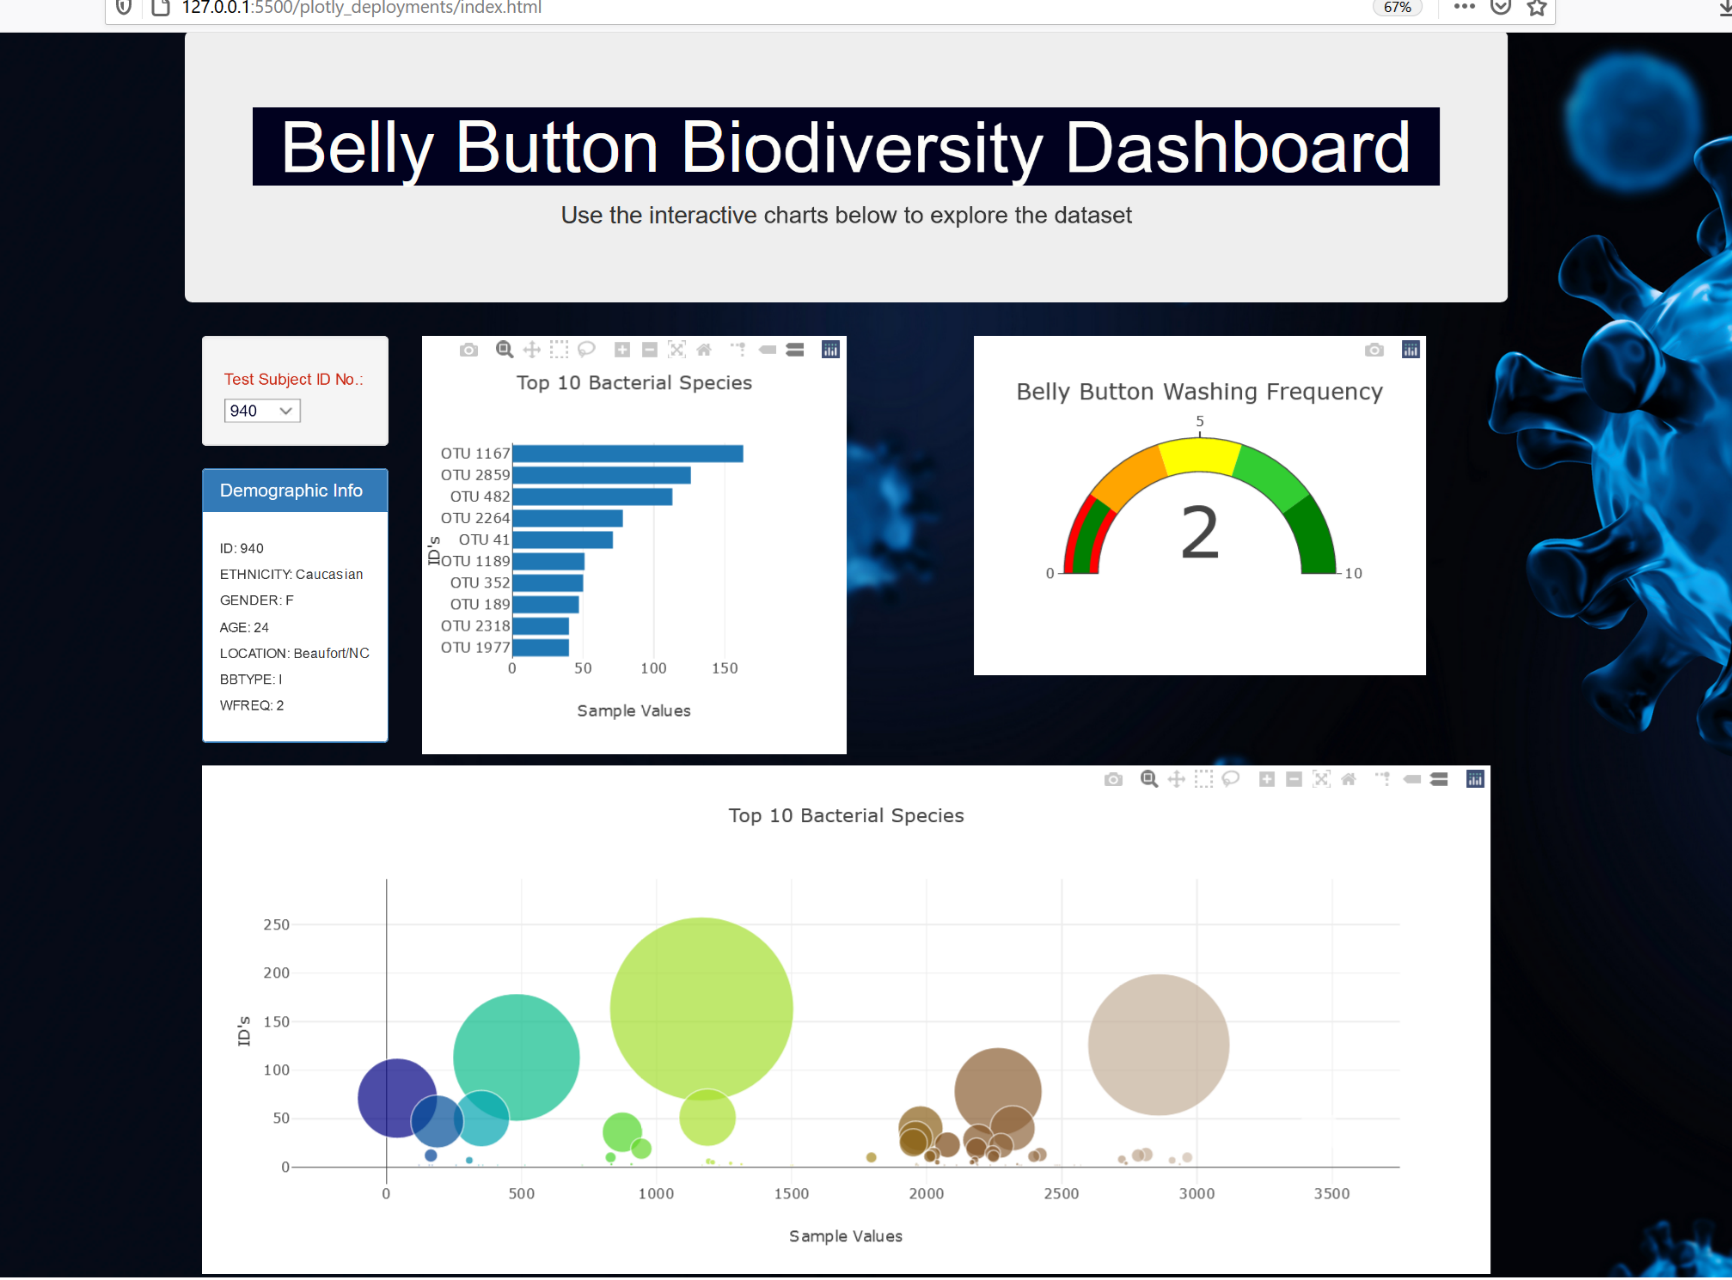 127.0.0.1:5500/plotly_deployments/index.html
67%
Belly Button Biodiversity Dashboard
Use the interactive charts below to explore the dataset
Test Subject ID No.:
940
Demographic Info
ID: 940
ETHNICITY: Caucasian
GENDER: F
AGE: 24
LOCATION: Beaufort/NC
BBTYPE: I
WFREQ: 2
Top 10 Bacterial Species
ID's
OTU 1167
OTU 2859
OTU 482
OTU 2264
OTU 41
OTU 1189
OTU 352
OTU 189
OTU 2318
OTU 1977
0 50 100 150
Sample Values
Belly Button Washing Frequency
5
2
0 10
Top 10 Bacterial Species
ID's
250
200
150
100
50
0
0 500 1000 1500 2000 2500 3000 3500
Sample Values